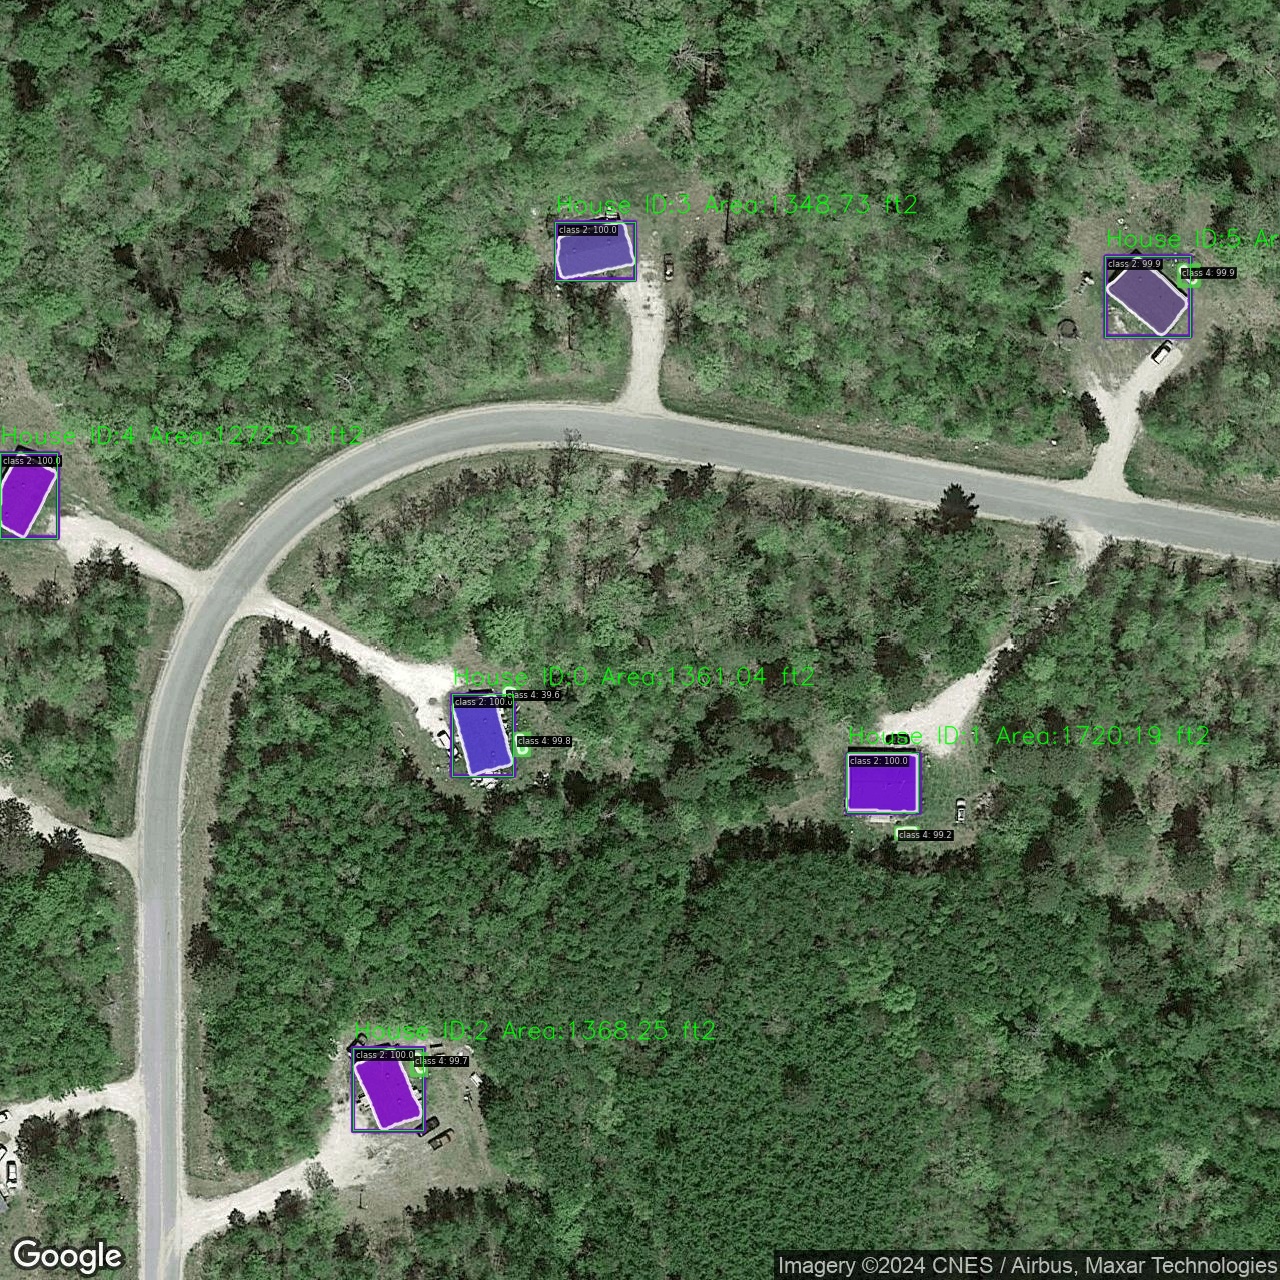 House ID:3 Area:1348.73 ft2
class 2: 100.0
House ID:5 Ar
class 2: 99.9
class 4: 99.9
House ID:4 Area:1272.31 ft2
class 2: 100.0
House ID:0 Area:1361.04 ft2
class 4: 39.6
class 2: 100.0
class 4: 99.8
House ID:1 Area:1720.19 ft2
class 2: 100.0
class 4: 99.2
House ID:2 Area:1368.25 ft2
class 2: 100.0
class 4: 99.7
Google
Imagery ©2024 CNES / Airbus, Maxar Technologies